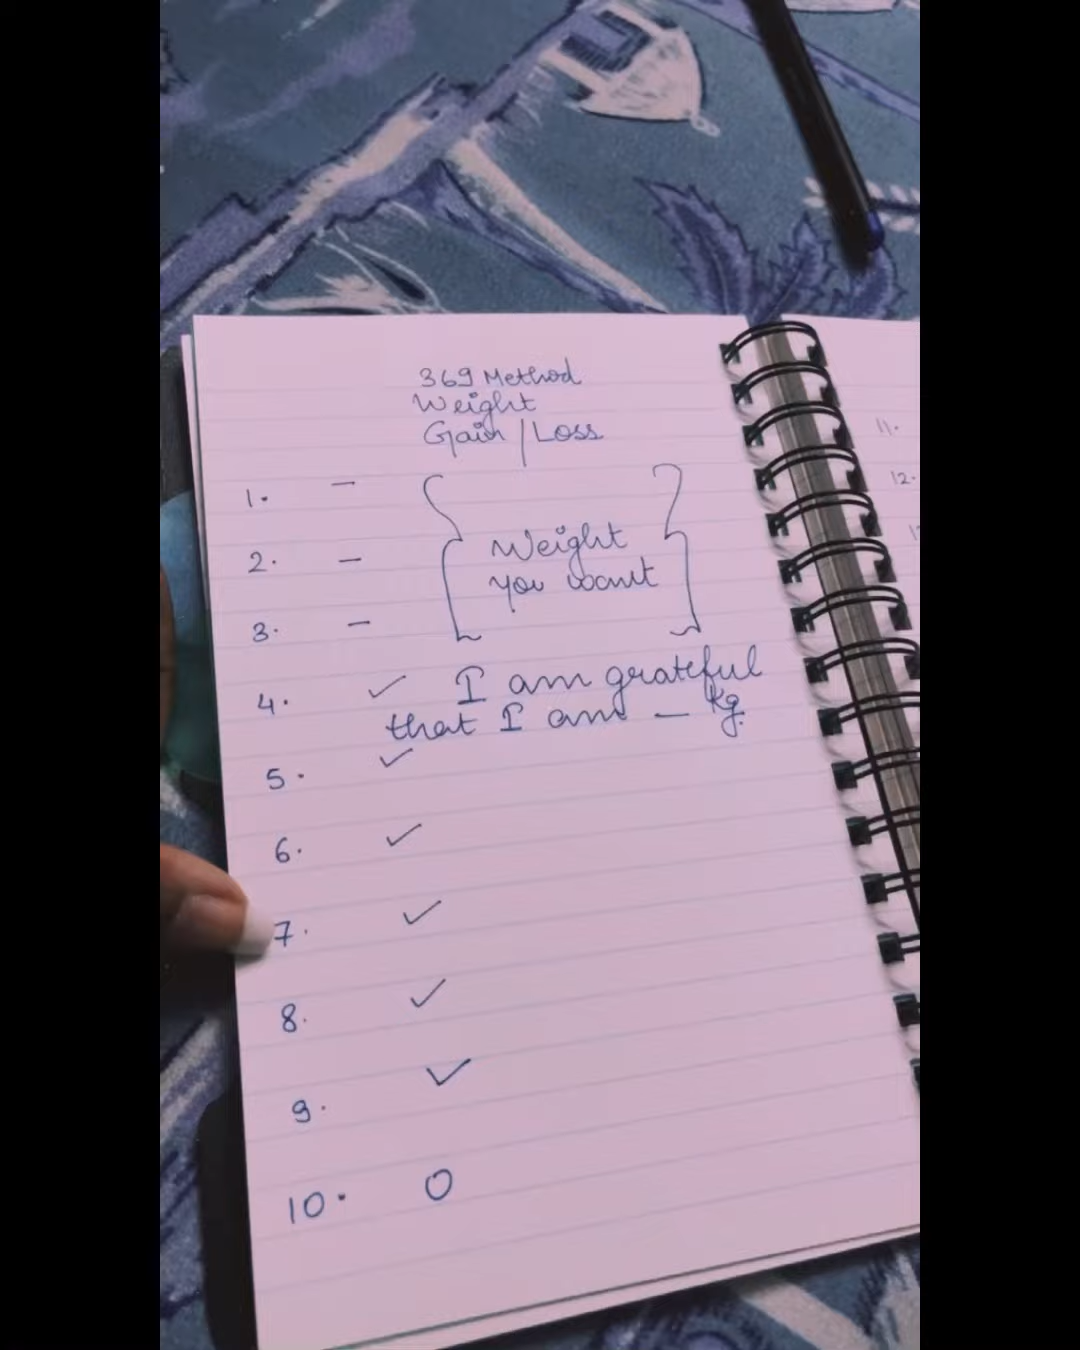 369 Method
Weight
Gain / Loss
1. –
2. –
3. –
{ Weight
you want }
4. ✓ I am grateful
that I am – Kg.
5. ✓
6. ✓
7. ✓
8. ✓
9. ✓
10. 0
11.
12.